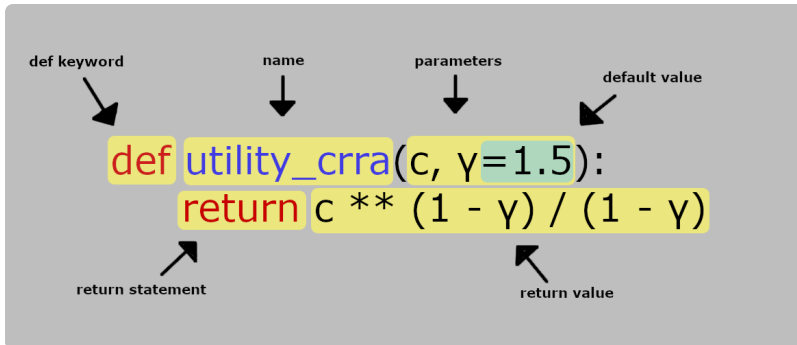 def keyword
name
parameters
default value
def utility_crra(c, γ=1.5):
return c ** (1 - γ) / (1 - γ)
return statement
return value